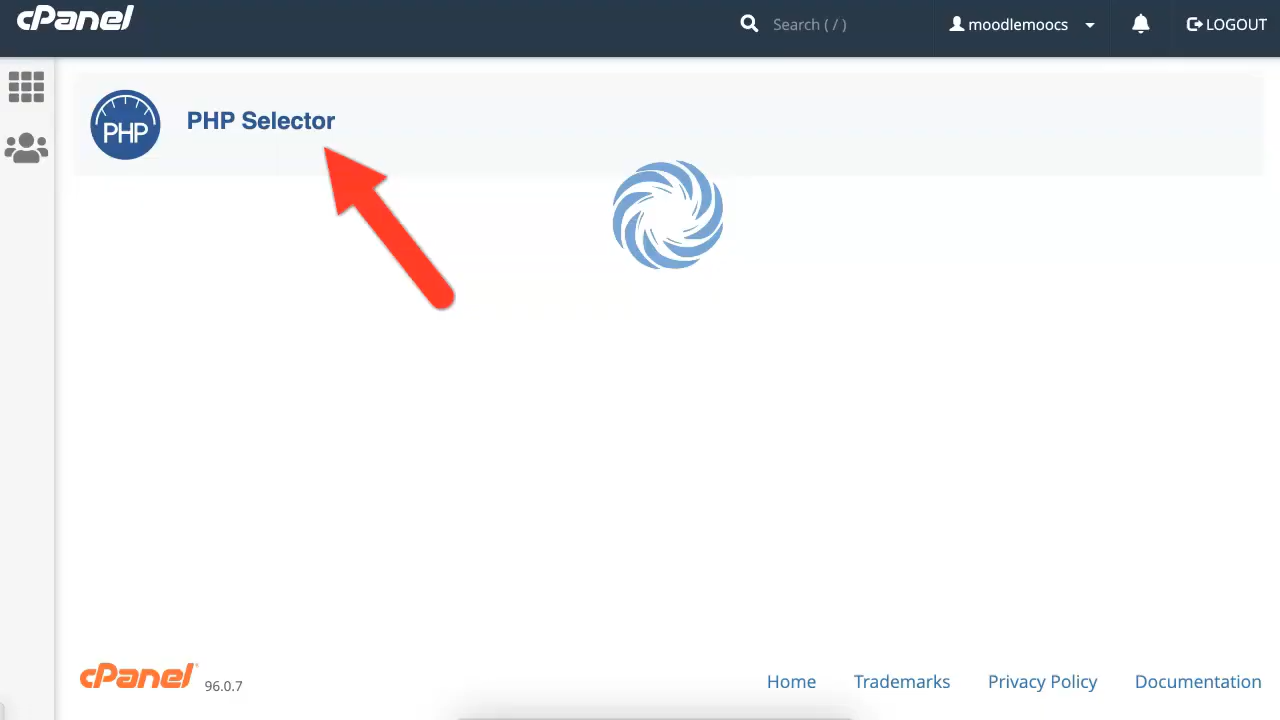 cPanel
Search ( / )
moodlemoocs
LOGOUT
PHP
PHP Selector
cPanel® 96.0.7
Home Trademarks Privacy Policy Documentation